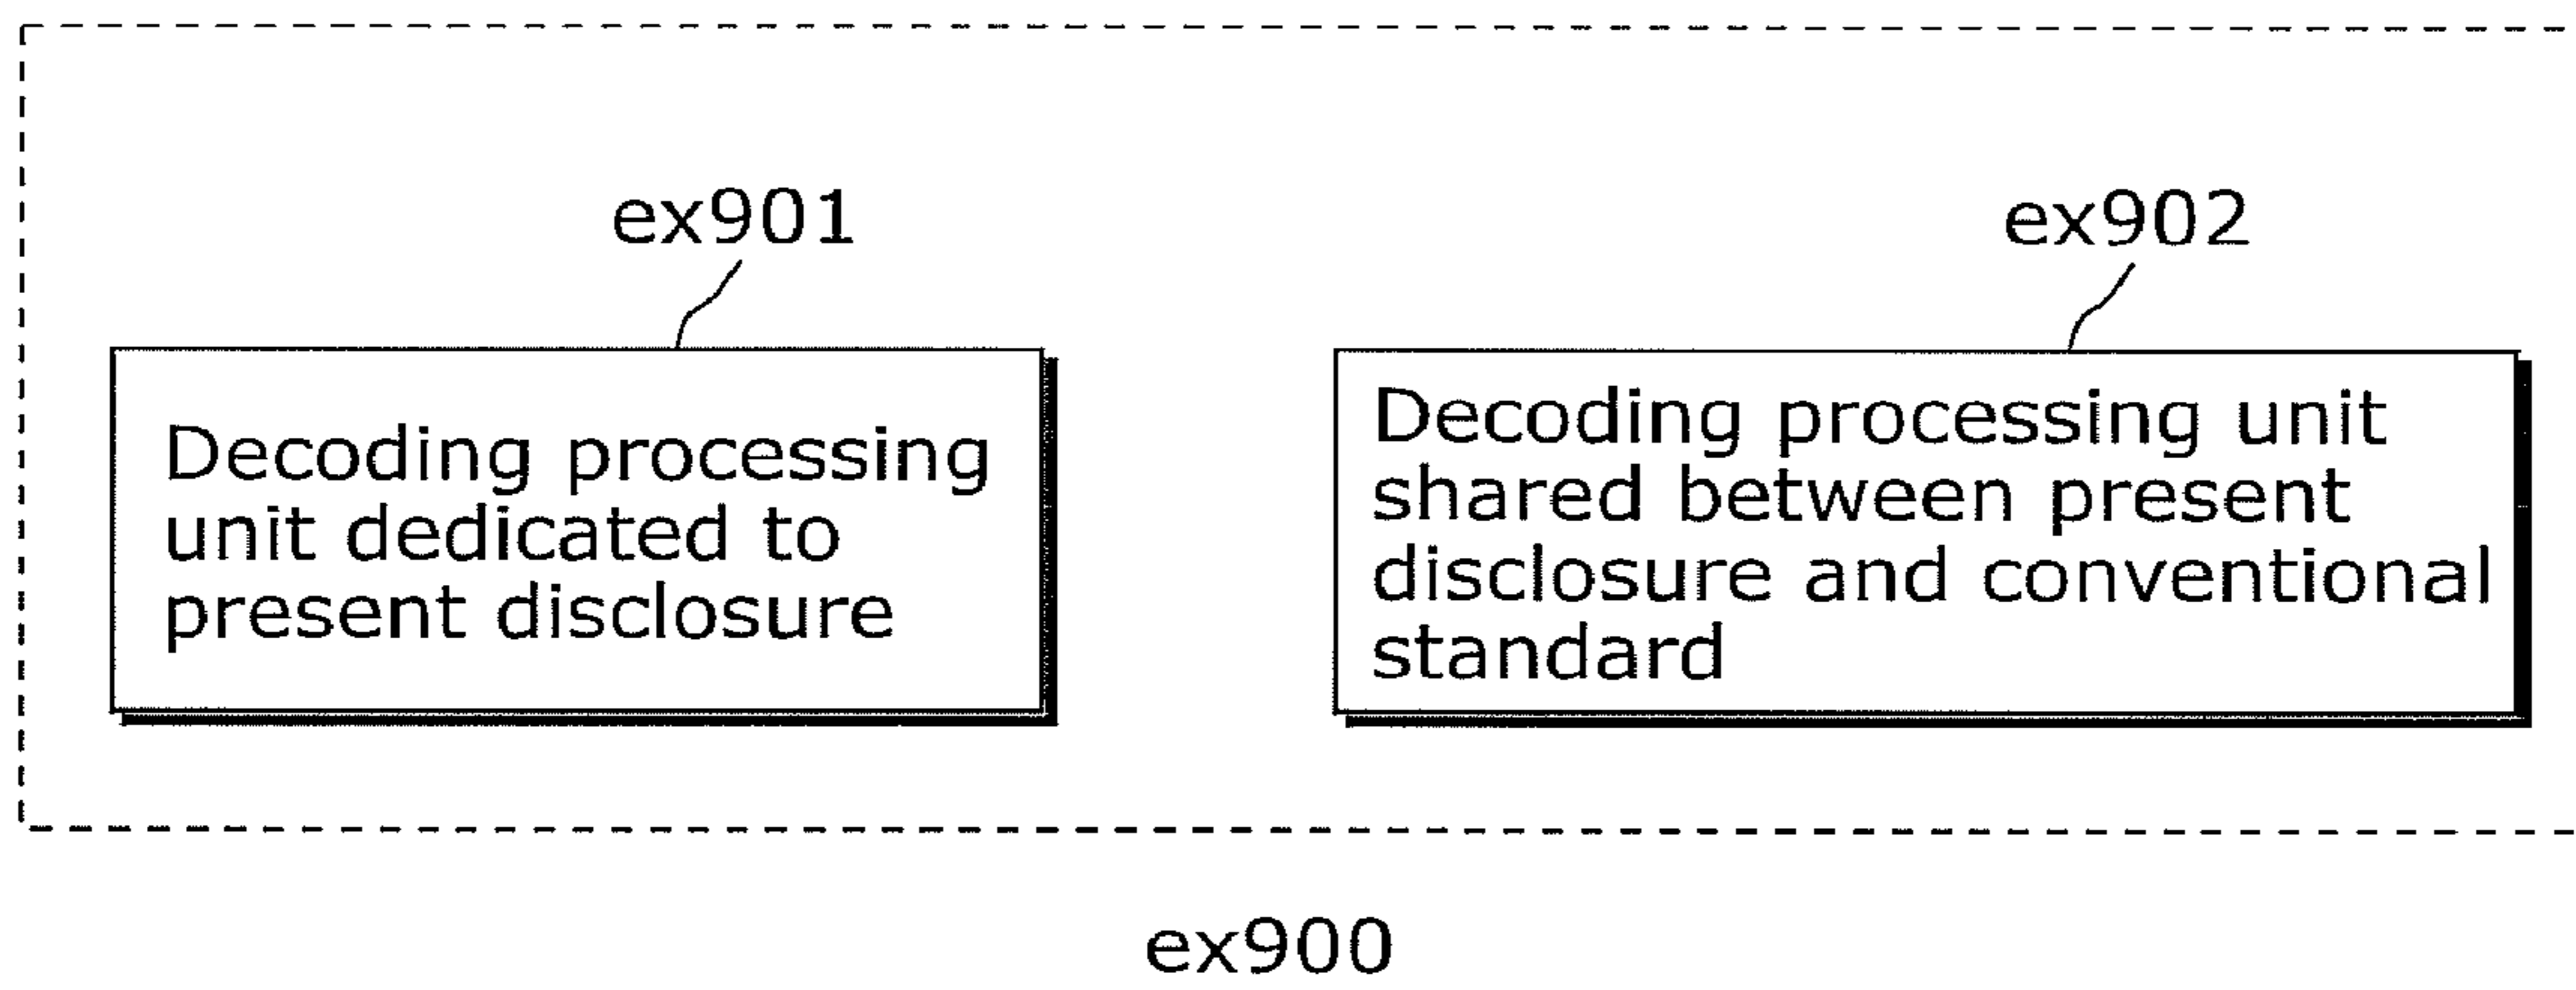 ex901
ex902
Decoding processing
unit dedicated to
present disclosure
Decoding processing unit
shared between present
disclosure and conventional
standard
ex900